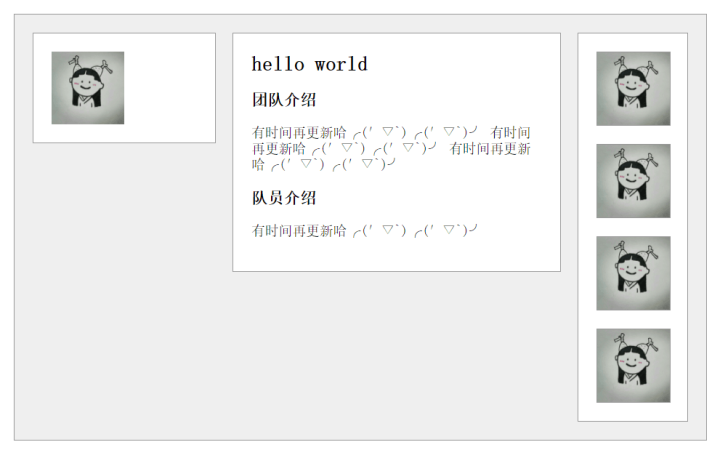 hello world
团队介绍
有时间再更新哈╭(′▽`)╭(′▽`)╯ 有时间
再更新哈╭(′▽`)╭(′▽`)╯ 有时间再更新
哈╭(′▽`)╭(′▽`)╯
队员介绍
有时间再更新哈╭(′▽`)╭(′▽`)╯